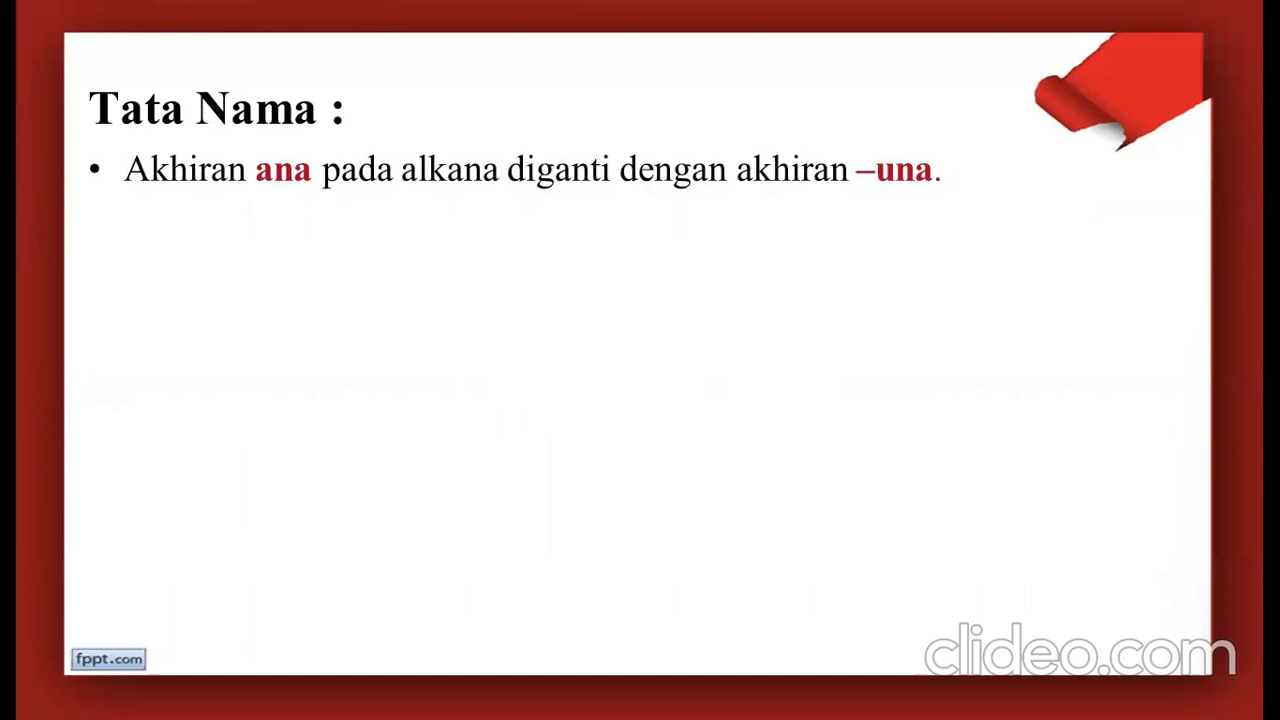 Tata Nama :
• Akhiran ana pada alkana diganti dengan akhiran –una.
fppt.com
clideo.com